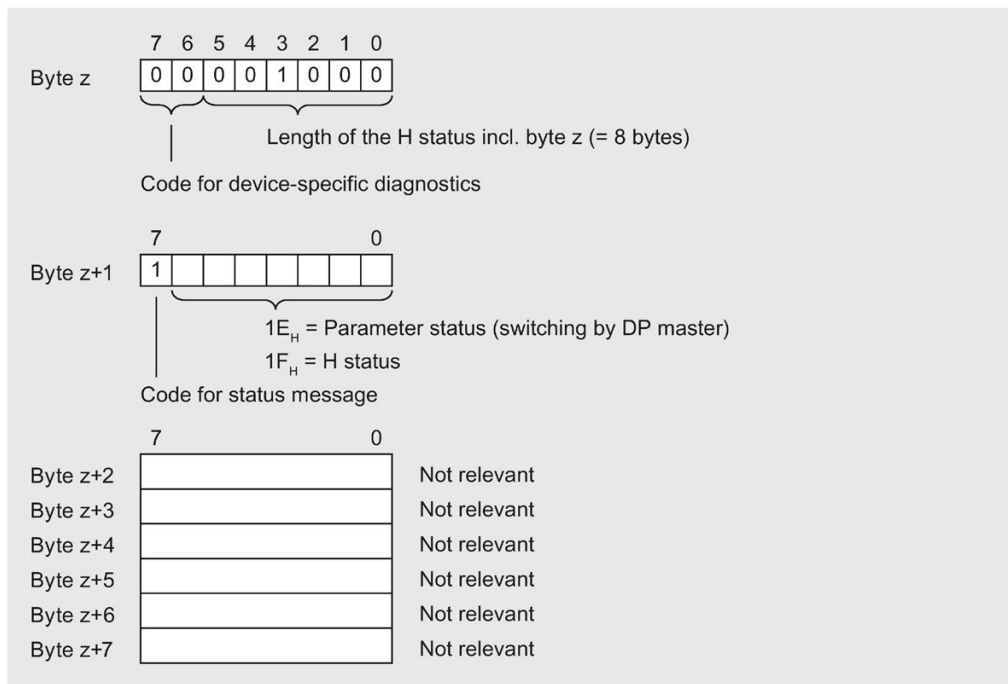 7 6 5 4 3 2 1 0
Byte z 0 0 0 0 1 0 0 0
Length of the H status incl. byte z (= 8 bytes)
Code for device-specific diagnostics
7 0
Byte z+1 1
1E_H = Parameter status (switching by DP master)
1F_H = H status
Code for status message
7 0
Byte z+2 Not relevant
Byte z+3 Not relevant
Byte z+4 Not relevant
Byte z+5 Not relevant
Byte z+6 Not relevant
Byte z+7 Not relevant